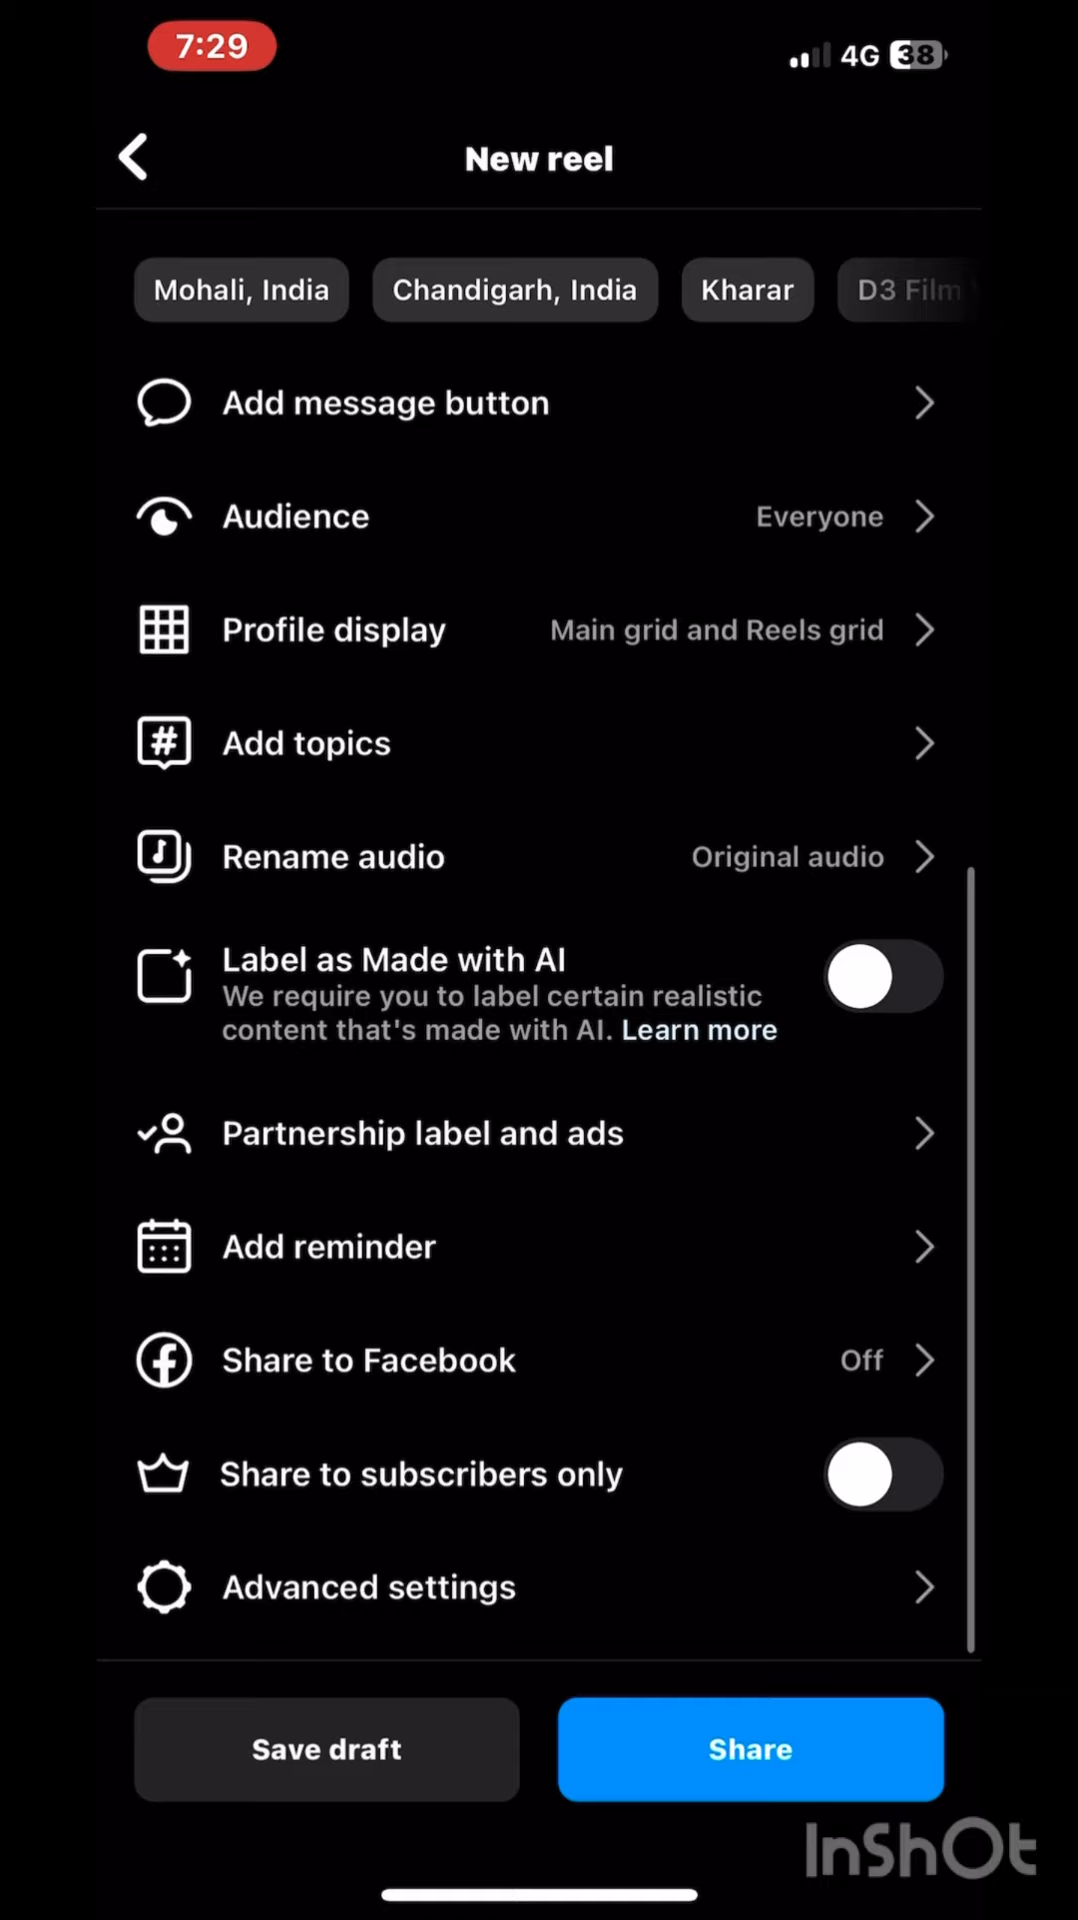 7:29
4G 38
New reel
Mohali, India
Chandigarh, India
Kharar
D3 Film
Add message button
Audience
Everyone
Profile display
Main grid and Reels grid
Add topics
Rename audio
Original audio
Label as Made with AI
We require you to label certain realistic
content that's made with AI. Learn more
Partnership label and ads
Add reminder
Share to Facebook
Off
Share to subscribers only
Advanced settings
Save draft
Share
InShOt